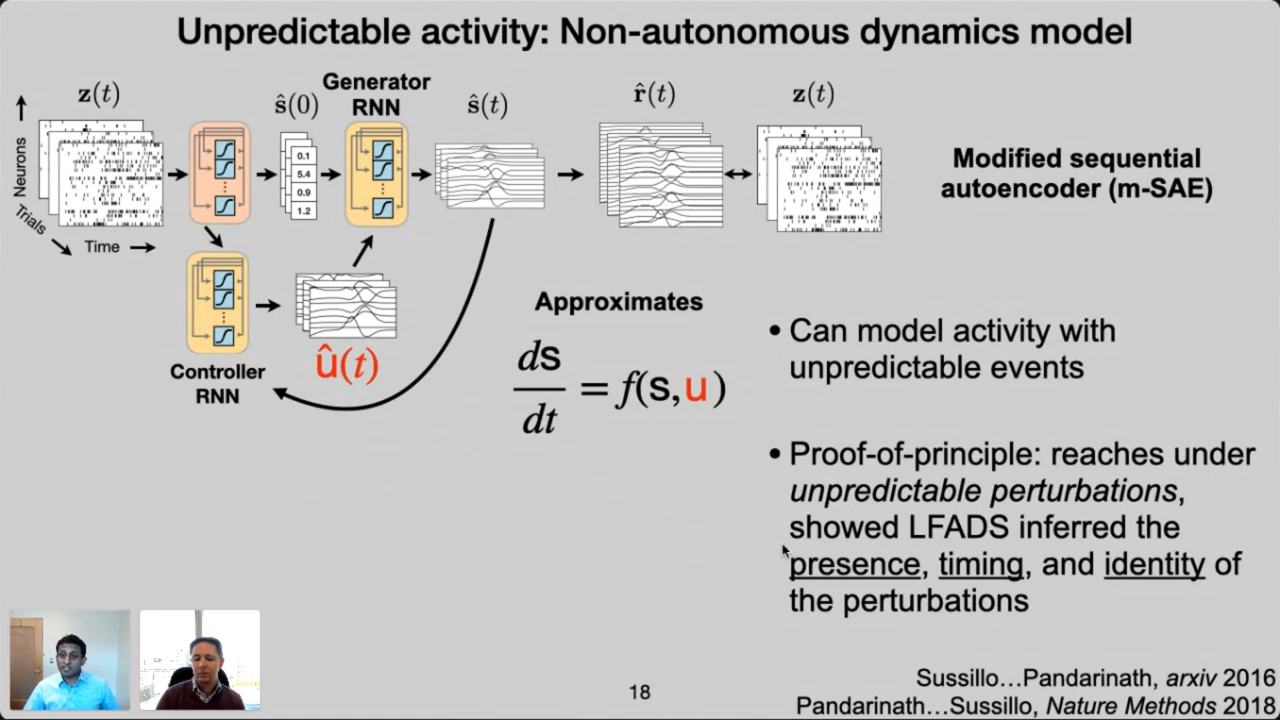 Unpredictable activity: Non-autonomous dynamics model
z(t)
ŝ(0)
Generator
RNN
ŝ(t)
r̂(t)
z(t)
Neurons
Trials
Time
0.1
5.4
0.9
1.2
Modified sequential
autoencoder (m-SAE)
Controller
RNN
û(t)
Approximates
ds/dt = f(s,u)
• Can model activity with
unpredictable events
• Proof-of-principle: reaches under
unpredictable perturbations,
showed LFADS inferred the
presence, timing, and identity of
the perturbations
18
Sussillo…Pandarinath, arxiv 2016
Pandarinath…Sussillo, Nature Methods 2018